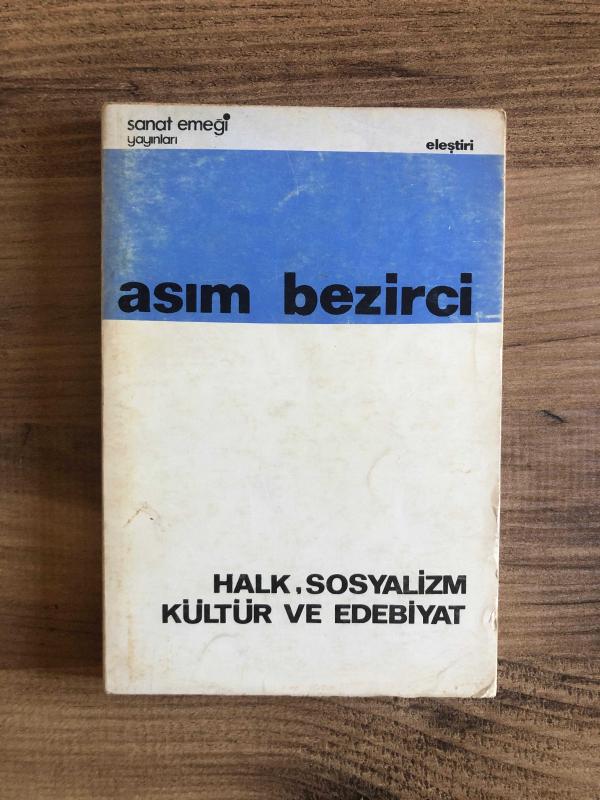 sanat emeği
yayınları
eleştiri
asım bezirci
HALK, SOSYALİZM
KÜLTÜR VE EDEBİYAT